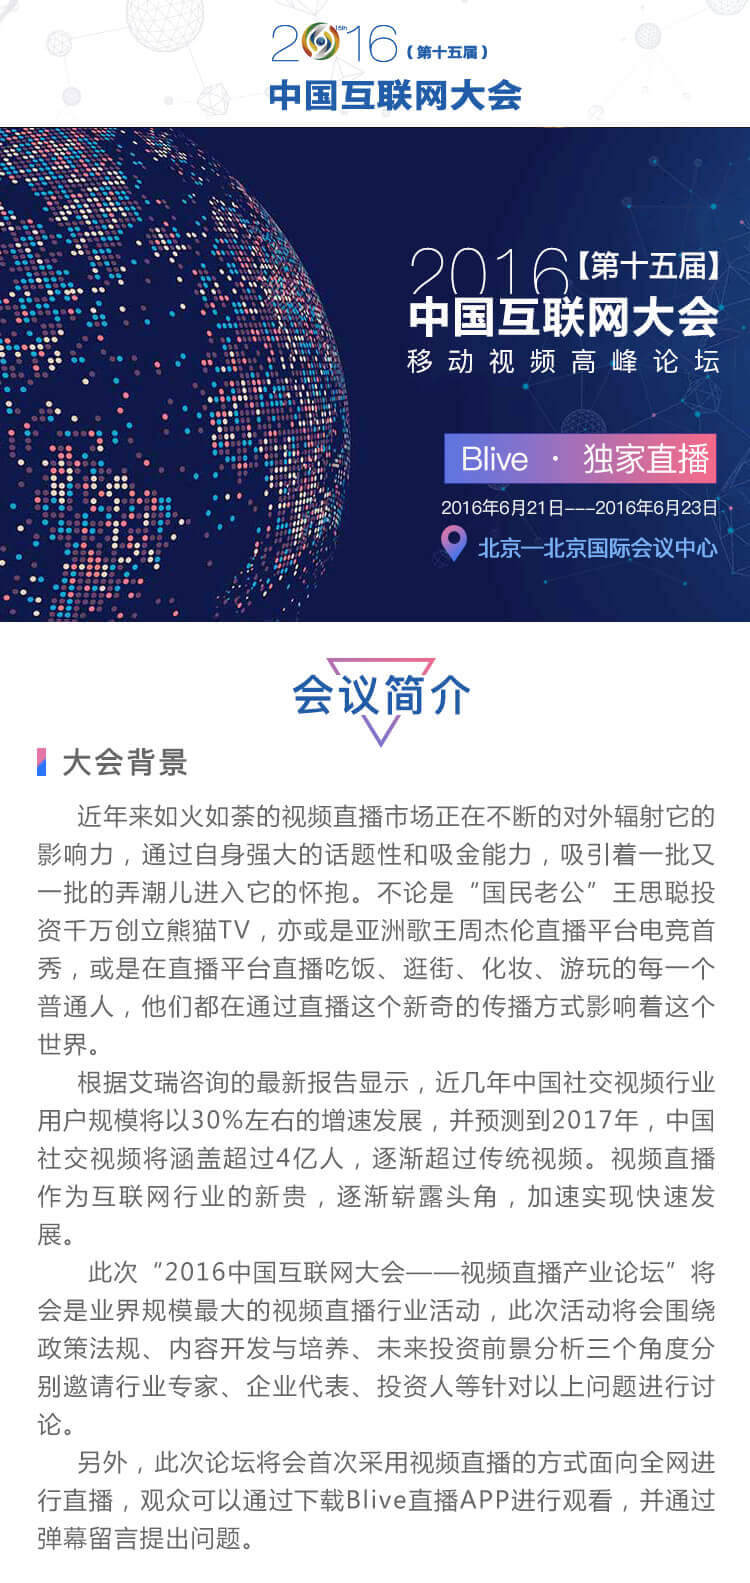 2016 15th（第十五届）
中国互联网大会
2016【第十五届】
中国互联网大会
移动视频高峰论坛
Blive · 独家直播
2016年6月21日---2016年6月23日
北京—北京国际会议中心
会议简介
大会背景
近年来如火如荼的视频直播市场正在不断的对外辐射它的
影响力，通过自身强大的话题性和吸金能力，吸引着一批又
一批的弄潮儿进入它的怀抱。不论是“国民老公”王思聪投
资千万创立熊猫TV，亦或是亚洲歌王周杰伦直播平台电竞首
秀，或是在直播平台直播吃饭、逛街、化妆、游玩的每一个
普通人，他们都在通过直播这个新奇的传播方式影响着这个
世界。
根据艾瑞咨询的最新报告显示，近几年中国社交视频行业
用户规模将以30%左右的增速发展，并预测到2017年，中国
社交视频将涵盖超过4亿人，逐渐超过传统视频。视频直播
作为互联网行业的新贵，逐渐崭露头角，加速实现快速发
展。
此次“2016中国互联网大会——视频直播产业论坛”将
会是业界规模最大的视频直播行业活动，此次活动将会围绕
政策法规、内容开发与培养、未来投资前景分析三个角度分
别邀请行业专家、企业代表、投资人等针对以上问题进行讨
论。
另外，此次论坛将会首次采用视频直播的方式面向全网进
行直播，观众可以通过下载Blive直播APP进行观看，并通过
弹幕留言提出问题。